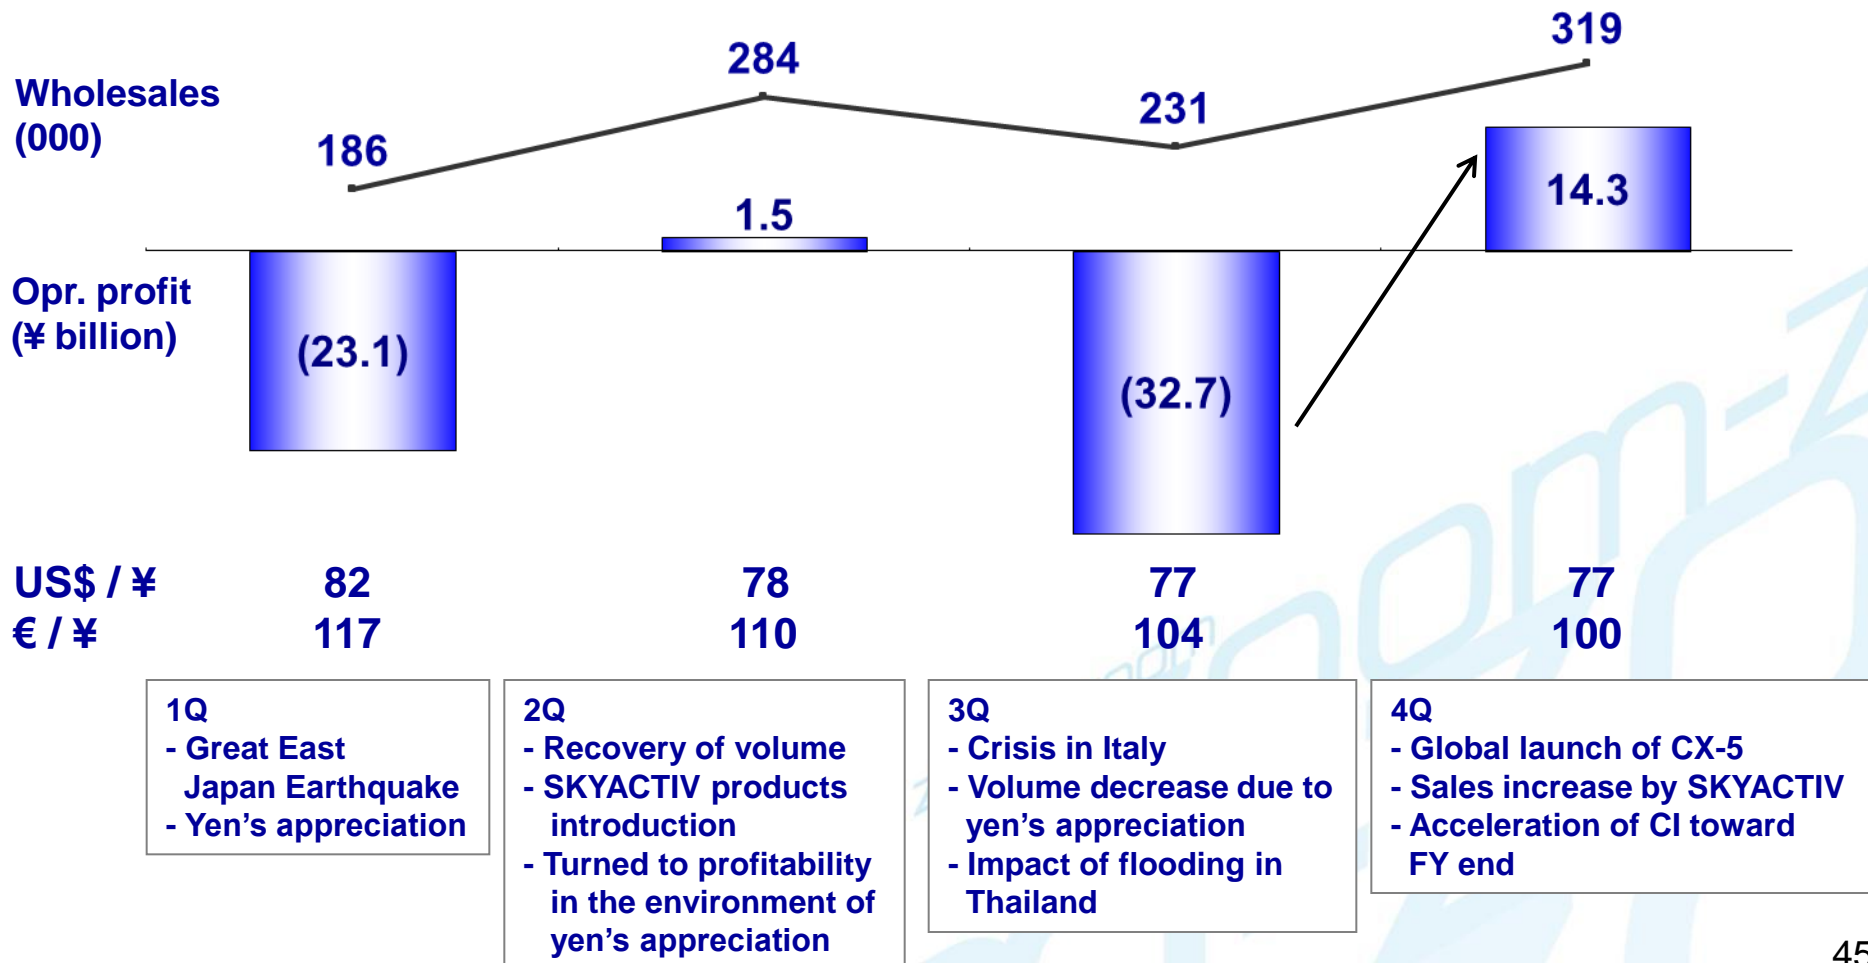 Wholesales
(000)
186
284
231
319
Opr. profit
(¥ billion)
(23.1)
1.5
(32.7)
14.3
US$ / ¥ 82 78 77 77
€ / ¥ 117 110 104 100
1Q
- Great East
Japan Earthquake
- Yen’s appreciation
2Q
- Recovery of volume
- SKYACTIV products
introduction
- Turned to profitability
in the environment of
yen’s appreciation
3Q
- Crisis in Italy
- Volume decrease due to
yen’s appreciation
- Impact of flooding in
Thailand
4Q
- Global launch of CX-5
- Sales increase by SKYACTIV
- Acceleration of CI toward
FY end
45